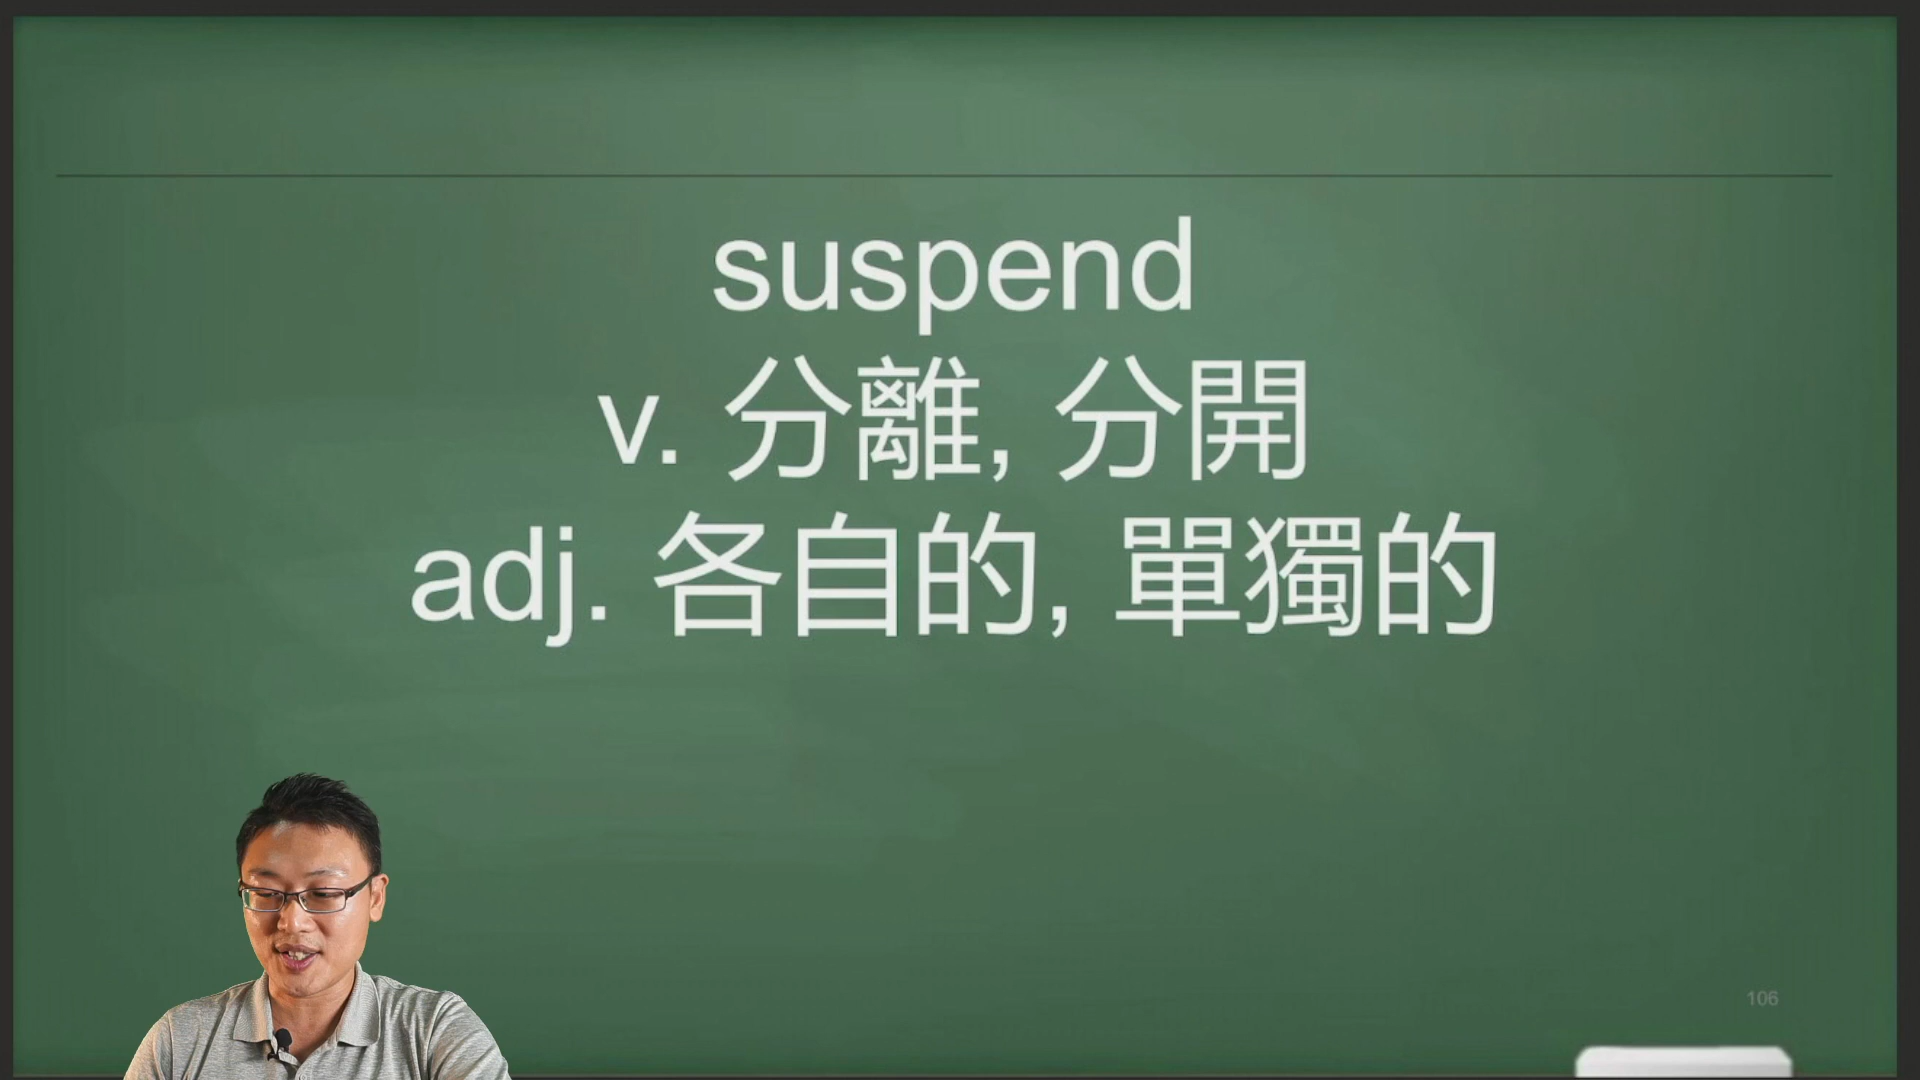 suspend
v. 分離, 分開
adj. 各自的, 單獨的
106